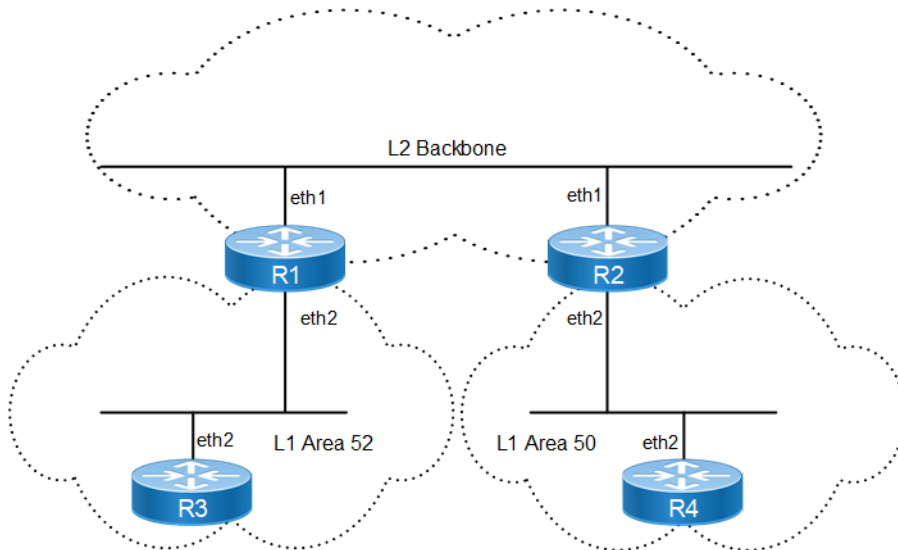 L2 Backbone
eth1
eth1
R1
R2
eth2
eth2
eth2
L1 Area 52
L1 Area 50
eth2
R3
R4